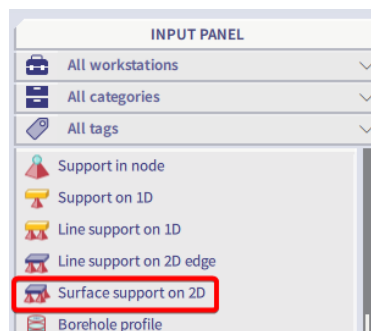 INPUT PANEL
All workstations
All categories
All tags
Support in node
Support on 1D
Line support on 1D
Line support on 2D edge
Surface support on 2D
Borehole profile